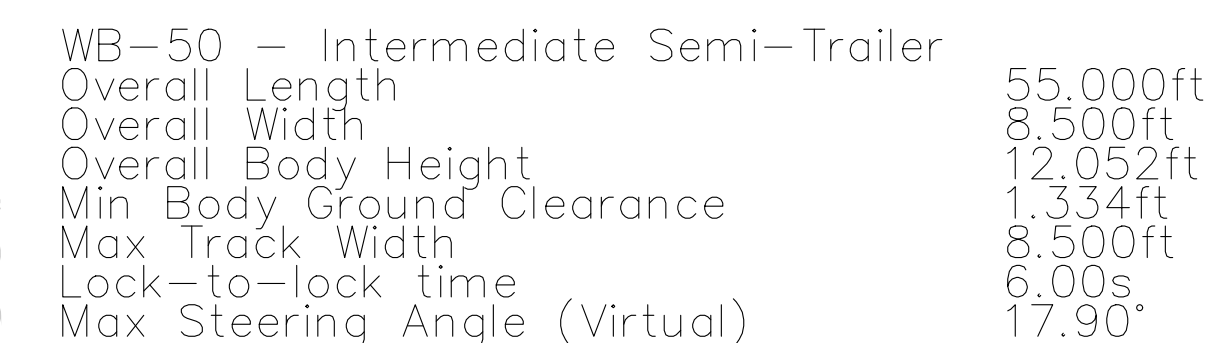 WB-50 - Intermediate Semi-Trailer
Overall Length 55.000ft
Overall Width 8.500ft
Overall Body Height 12.052ft
Min Body Ground Clearance 1.334ft
Max Track Width 8.500ft
Lock-to-lock time 6.00s
Max Steering Angle (Virtual) 17.90°